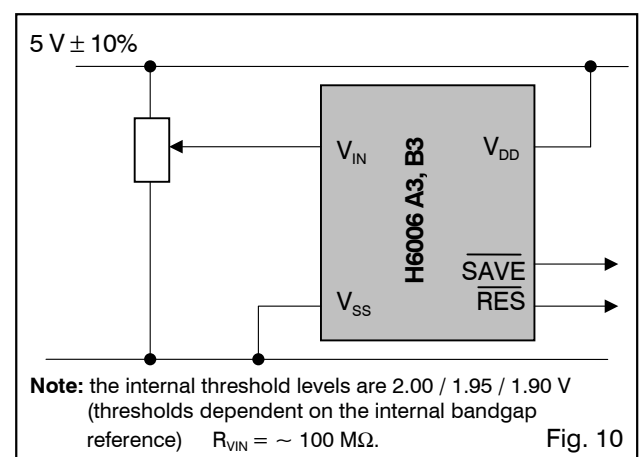 5 V ± 10%
V_IN
V_DD
H6006 A3, B3
SAVE
RES
V_SS
Note: the internal threshold levels are 2.00 / 1.95 / 1.90 V
(thresholds dependent on the internal bandgap
reference) R_VIN = ~ 100 MΩ. Fig. 10